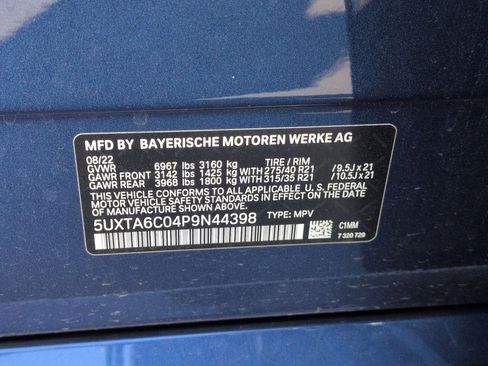 MFD BY BAYERISCHE MOTOREN WERKE AG
08/22
GVWR 6967 lbs 3160 kg TIRE / RIM
GAWR FRONT 3142 lbs 1425 kg WITH 275/40 R21 /9.5J x 21
GAWR REAR 3968 lbs 1800 kg WITH 315/35 R21 /10.5J x 21
THIS VEHICLE CONFORMS TO ALL APPLICABLE U. S. FEDERAL
MOTOR VEHICLE SAFETY STANDARDS IN EFFECT ON THE DATE OF
MANUFACTURE SHOWN ABOVE.
5UXTA6C04P9N44398 TYPE: MPV C1MM
7 320 729